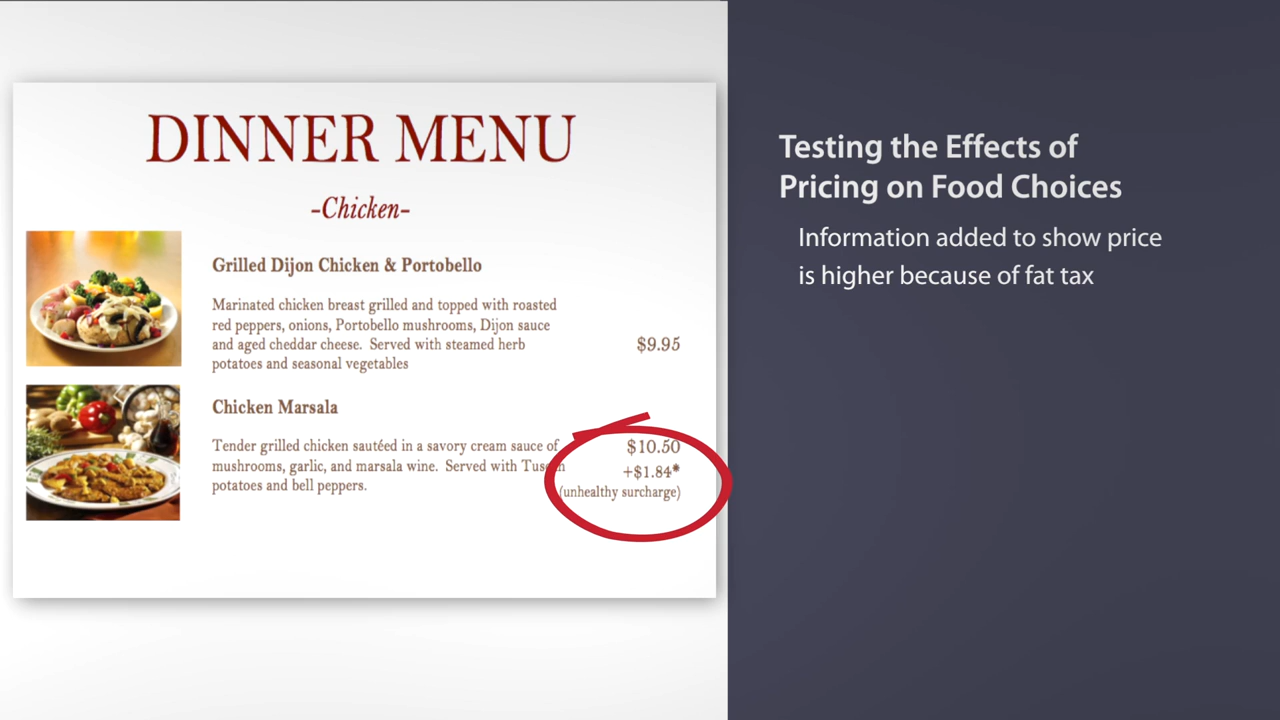 DINNER MENU
-Chicken-
Grilled Dijon Chicken & Portobello
Marinated chicken breast grilled and topped with roasted
red peppers, onions, Portobello mushrooms, Dijon sauce
and aged cheddar cheese. Served with steamed herb
potatoes and seasonal vegetables
$9.95
Chicken Marsala
Tender grilled chicken sautéed in a savory cream sauce of
mushrooms, garlic, and marsala wine. Served with
potatoes and bell peppers.
$10.50
+$1.84*
(unhealthy surcharge)
Testing the Effects of
Pricing on Food Choices
Information added to show price
is higher because of fat tax